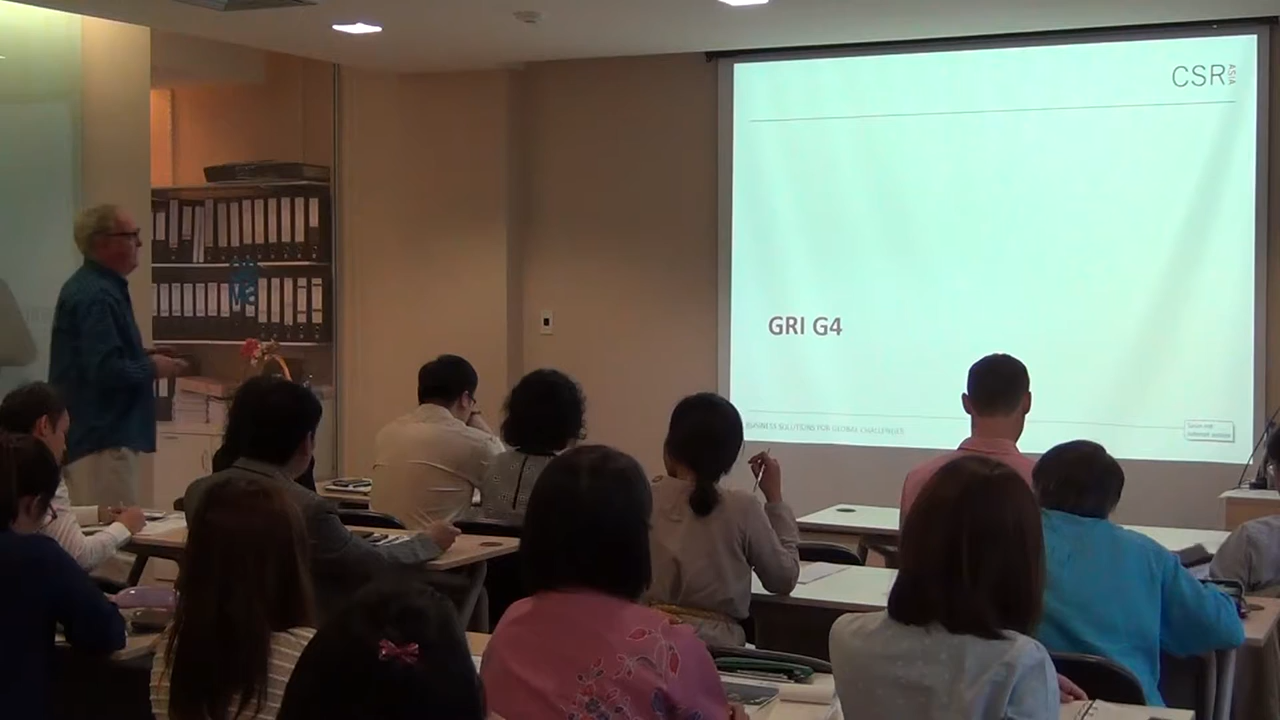 CSR ASIA
GRI G4
BUSINESS SOLUTIONS FOR GLOBAL CHALLENGES